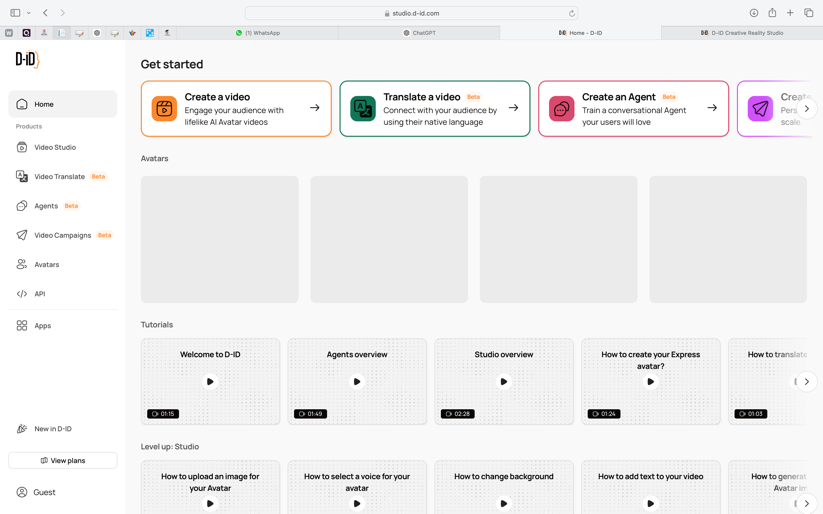 studio.d-id.com
(1) WhatsApp
ChatGPT
Home – D-ID
D-ID Creative Reality Studio
D-iD
Get started
Home
Create a video
Engage your audience with
lifelike AI Avatar videos
Translate a video Beta
Connect with your audience by
using their native language
Create an Agent Beta
Train a conversational Agent
your users will love
Create
Pers
scale
Products
Video Studio
Video Translate Beta
Agents Beta
Video Campaigns Beta
Avatars
API
Apps
New in D-ID
View plans
Guest
Avatars
Tutorials
Welcome to D-ID
01:15
Agents overview
01:49
Studio overview
02:28
How to create your Express
avatar?
01:24
How to translate
01:03
Level up: Studio
How to upload an image for
your Avatar
How to select a voice for your
avatar
How to change background
How to add text to your video
How to generat
Avatar im